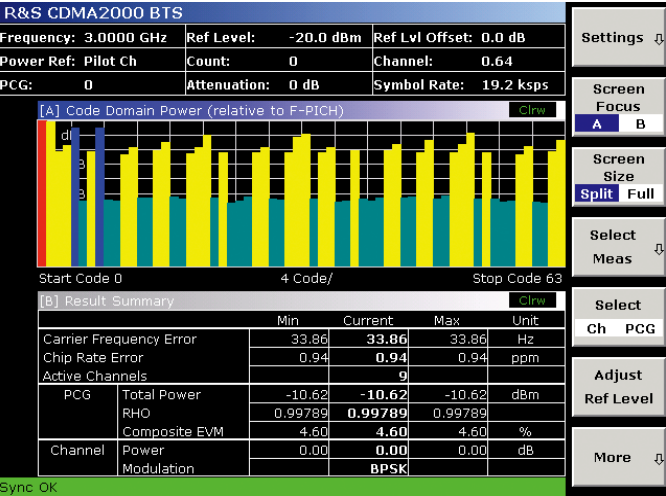 R&S CDMA2000 BTS
Frequency: 3.0000 GHz Ref Level: -20.0 dBm Ref Lvl Offset: 0.0 dB
Power Ref: Pilot Ch Count: 0 Channel: 0.64
PCG: 0 Attenuation: 0 dB Symbol Rate: 19.2 ksps
[A] Code Domain Power (relative to F-PICH) Clrw
Start Code 0 4 Code/ Stop Code 63
[B] Result Summary Clrw
Min Current Max Unit
Carrier Frequency Error 33.86 33.86 33.86 Hz
Chip Rate Error 0.94 0.94 0.94 ppm
Active Channels 9
PCG Total Power -10.62 -10.62 -10.62 dBm
RHO 0.99789 0.99789 0.99789
Composite EVM 4.60 4.60 4.60 %
Channel Power 0.00 0.00 0.00 dB
Modulation BPSK
Sync OK
Settings
Screen
Focus
A B
Screen
Size
Split Full
Select
Meas
Select
Ch PCG
Adjust
Ref Level
More